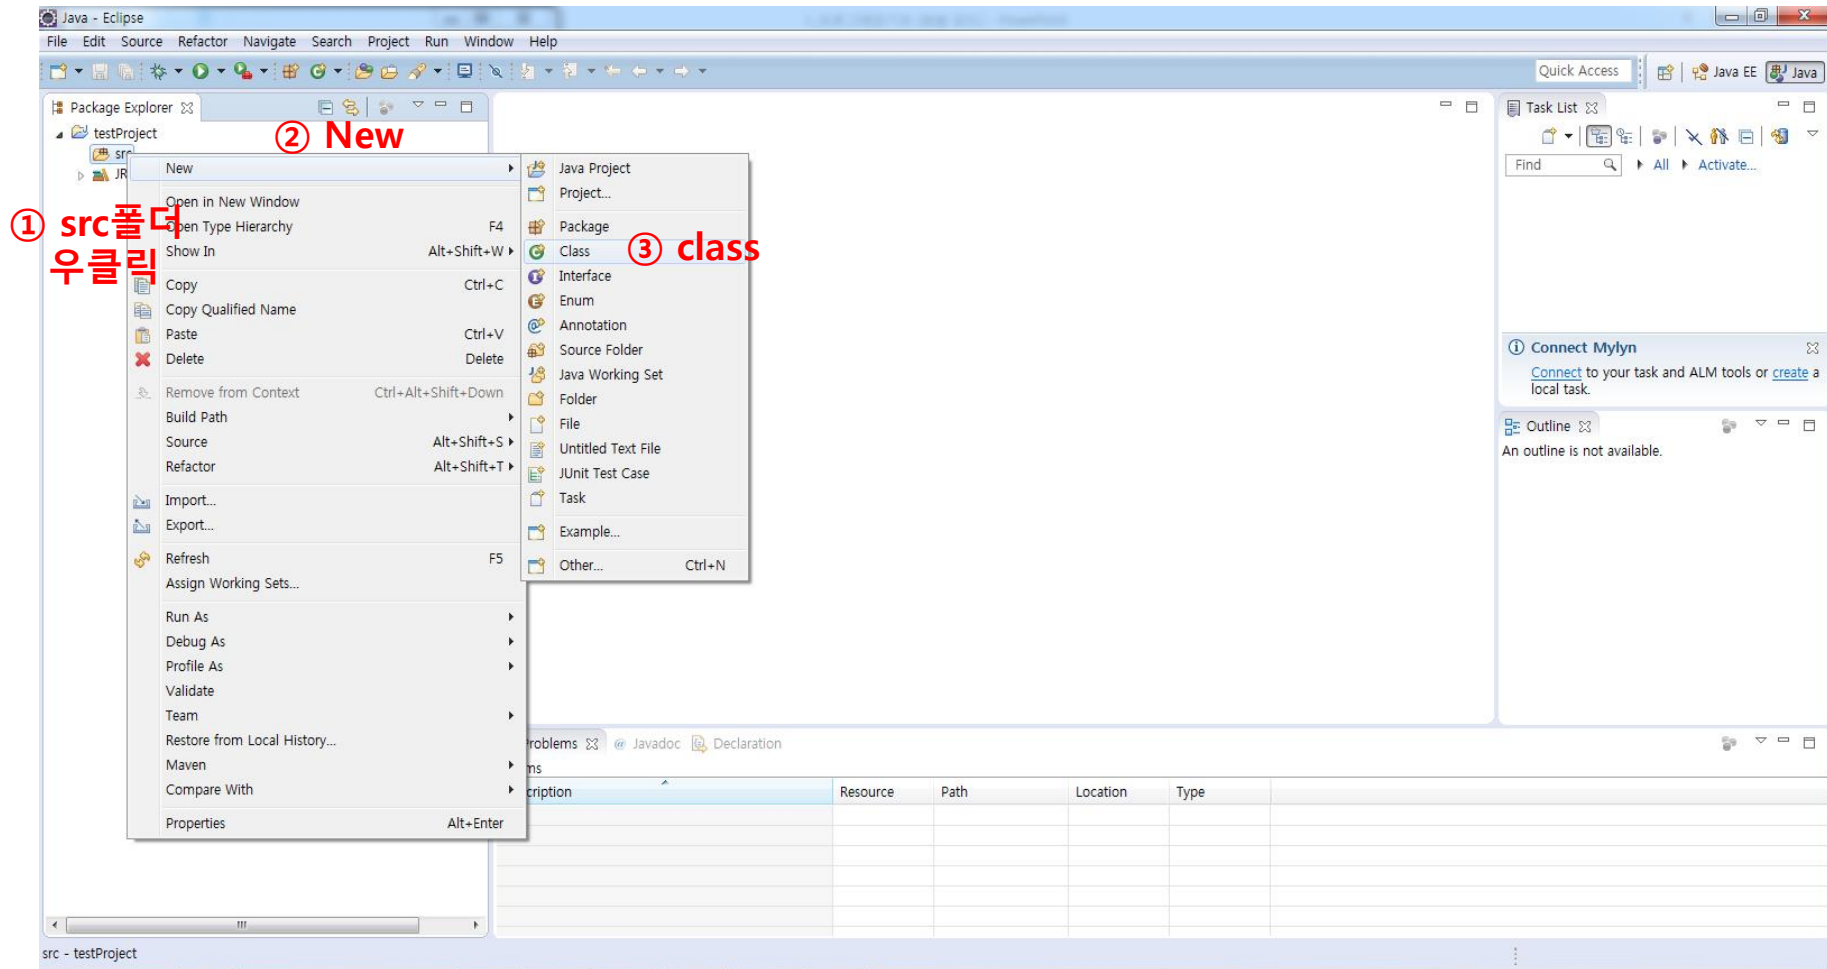 Java - Eclipse
File Edit Source Refactor Navigate Search Project Run Window Help
Quick Access
Java EE
Java
Package Explorer
testProject
src
JR
② New
① src폴더
우클릭
③ class
New
Open in New Window
Open Type Hierarchy F4
Show In Alt+Shift+W
Copy Ctrl+C
Copy Qualified Name
Paste Ctrl+V
Delete Delete
Remove from Context Ctrl+Alt+Shift+Down
Build Path
Source Alt+Shift+S
Refactor Alt+Shift+T
Import...
Export...
Refresh F5
Assign Working Sets...
Run As
Debug As
Profile As
Validate
Team
Restore from Local History...
Maven
Compare With
Properties Alt+Enter
Java Project
Project...
Package
Class
Interface
Enum
Annotation
Source Folder
Java Working Set
Folder
File
Untitled Text File
JUnit Test Case
Task
Example...
Other... Ctrl+N
Task List
Find
All
Activate...
Connect Mylyn
Connect to your task and ALM tools or create a
local task.
Outline
An outline is not available.
Problems
Javadoc
Declaration
ms
cription Resource Path Location Type
src - testProject